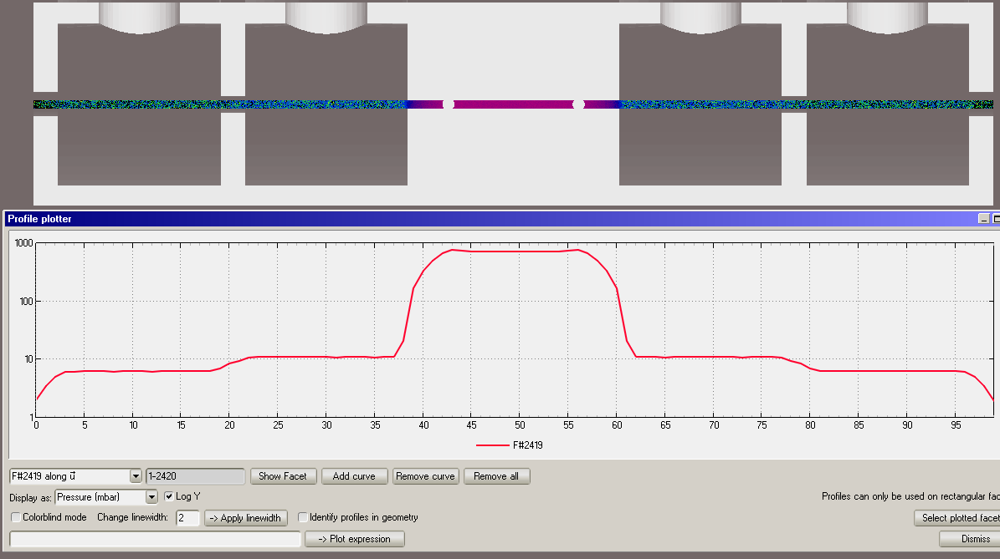 Profile plotter
1000
100
10
1
0 5 10 15 20 25 30 35 40 45 50 55 60 65 70 75 80 85 90 95
F#2419
F#2419 along u⃗ 1-2420 Show Facet Add curve Remove curve Remove all
Display as: Pressure (mbar) Log Y Profiles can only be used on rectangular fac
Colorblind mode Change linewidth: 2 -> Apply linewidth Identify profiles in geometry Select plotted facet
-> Plot expression Dismiss